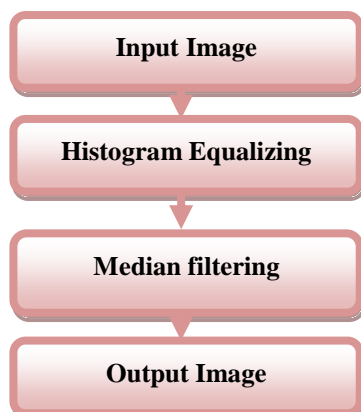 Input Image
Histogram Equalizing
Median filtering
Output Image